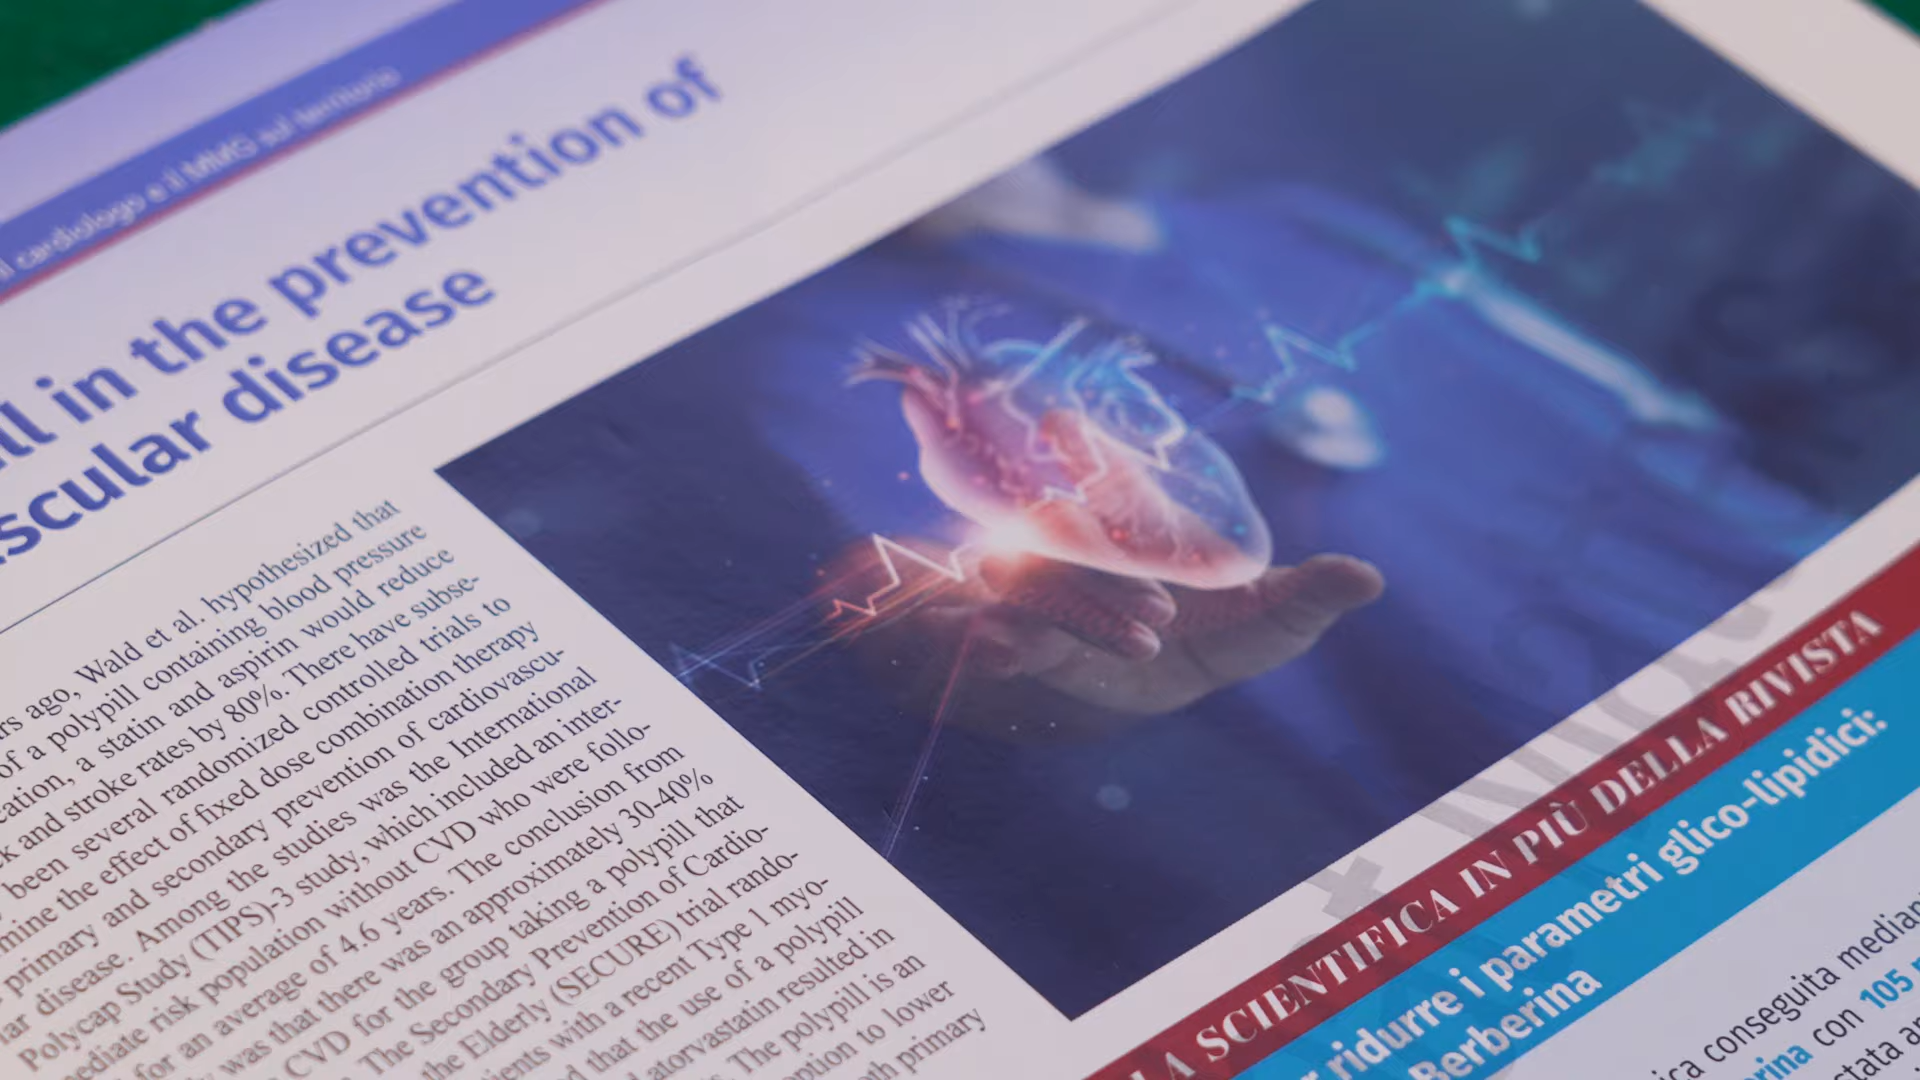 il cardiologo e il MMG sul territorio
ill in the prevention of
scular disease
rs ago, Wald et al. hypothesized that
of a polypill containing blood pressure
cation, a statin and aspirin would reduce
k and stroke rates by 80%. There have subse-
been several randomized controlled trials to
mine the effect of fixed dose combination therapy
primary and secondary prevention of cardiovascu-
lar disease. Among the studies was the International
Polycap Study (TIPS)-3 study, which included an inter-
mediate risk population without CVD who were follo-
for an average of 4.6 years. The conclusion from
was that there was an approximately 30-40%
CVD for the group taking a polypill that
The Secondary Prevention of Cardio-
the Elderly (SECURE) trial rando-
ients with a recent Type 1 myo-
d that the use of a polypill
atorvastatin resulted in
The polypill is an
ption to lower
th primary
LA SCIENTIFICA IN PIÙ DELLA RIVISTA
r ridurre i parametri glico-lipidici:
Berberina
ica conseguita median
rina con 105